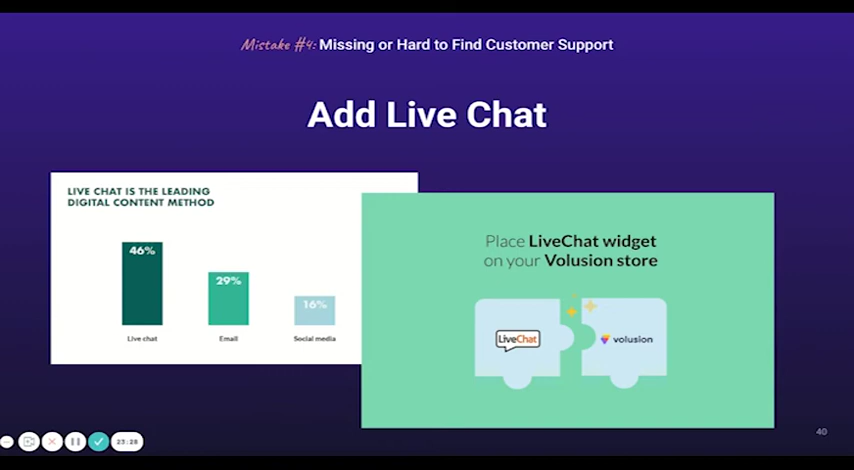 Mistake #4: Missing or Hard to Find Customer Support
Add Live Chat
LIVE CHAT IS THE LEADING
DIGITAL CONTENT METHOD
46%
29%
16%
Live chat
Email
Social media
Place LiveChat widget
on your Volusion store
LiveChat
volusion
23:28
40